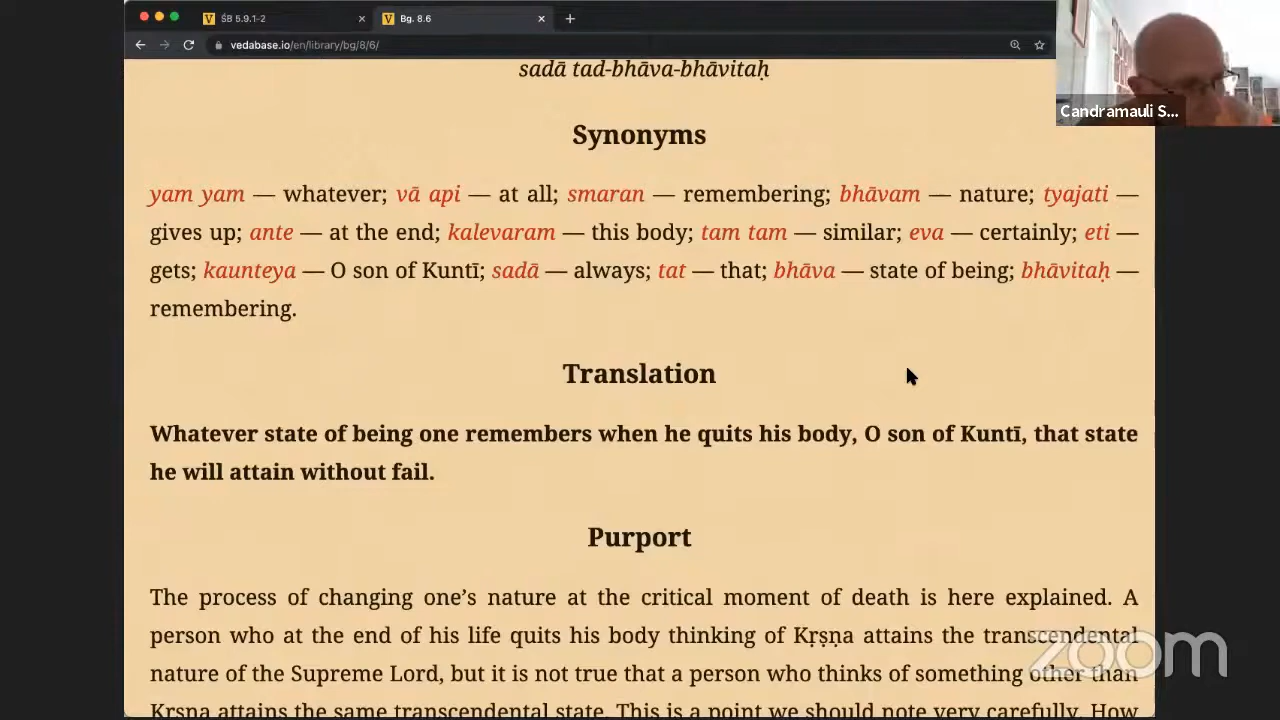 ŚB 5.9.1-2
Bg. 8.6
vedabase.io/en/library/bg/8/6/
sadā tad-bhāva-bhāvitaḥ
Candramauli S...
Synonyms
yam yam — whatever; vā api — at all; smaran — remembering; bhāvam — nature; tyajati —
gives up; ante — at the end; kalevaram — this body; tam tam — similar; eva — certainly; eti —
gets; kaunteya — O son of Kuntī; sadā — always; tat — that; bhāva — state of being; bhāvitaḥ —
remembering.
Translation
Whatever state of being one remembers when he quits his body, O son of Kuntī, that state
he will attain without fail.
Purport
The process of changing one’s nature at the critical moment of death is here explained. A
person who at the end of his life quits his body thinking of Kṛṣṇa attains the transcendental
nature of the Supreme Lord, but it is not true that a person who thinks of something other than
Kṛṣṇa attains the same transcendental state. This is a point we should note very carefully. How
zoom